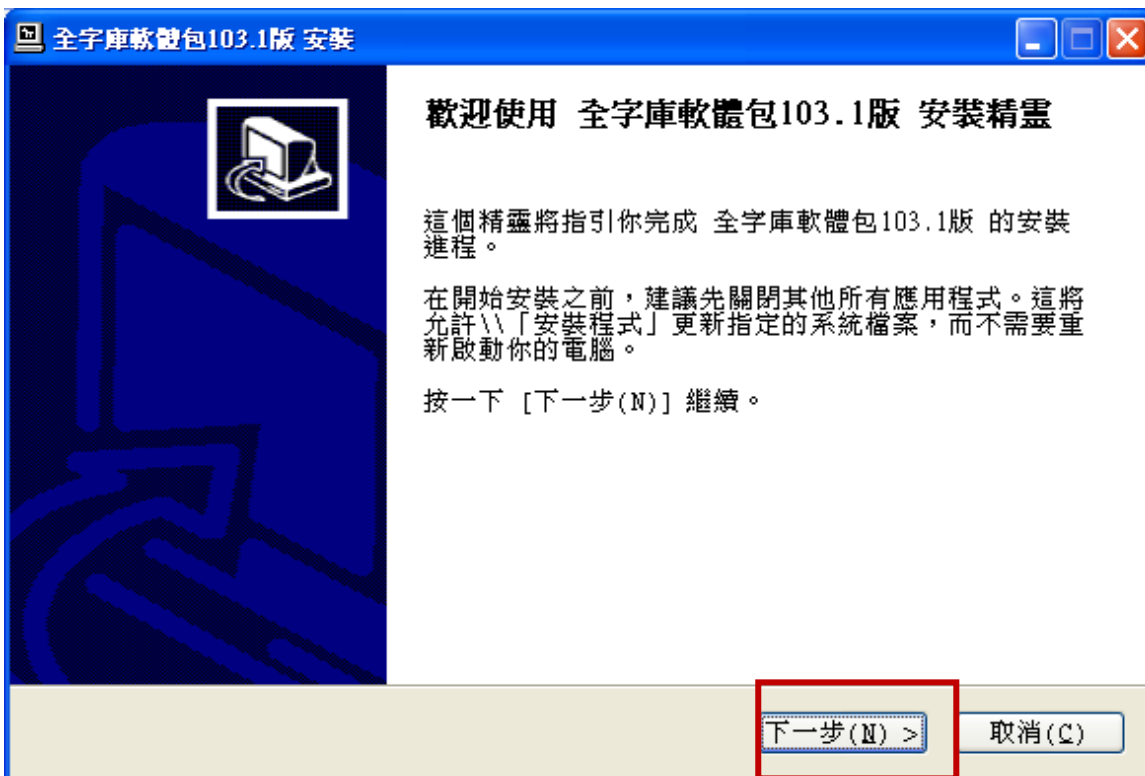 全字庫軟體包103.1版 安裝
歡迎使用 全字庫軟體包103.1版 安裝精靈
這個精靈將指引你完成 全字庫軟體包103.1版 的安裝
進程。
在開始安裝之前，建議先關閉其他所有應用程式。這將
允許\\「安裝程式」更新指定的系統檔案，而不需要重
新啟動你的電腦。
按一下 [下一步(N)] 繼續。
下一步(N) >
取消(C)